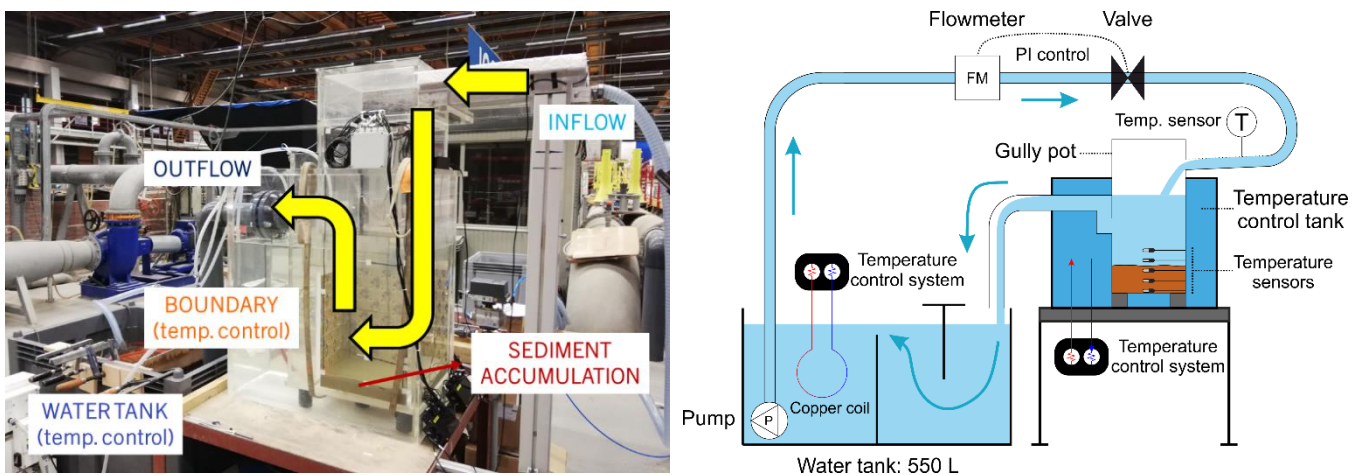 INFLOW
OUTFLOW
BOUNDARY
(temp. control)
SEDIMENT
ACCUMULATION
WATER TANK
(temp. control)
Flowmeter
Valve
FM
PI control
Temp. sensor
T
Gully pot
Temperature
control tank
Temperature
control system
Temperature
sensors
Temperature
control system
Copper coil
Pump
P
Water tank: 550 L